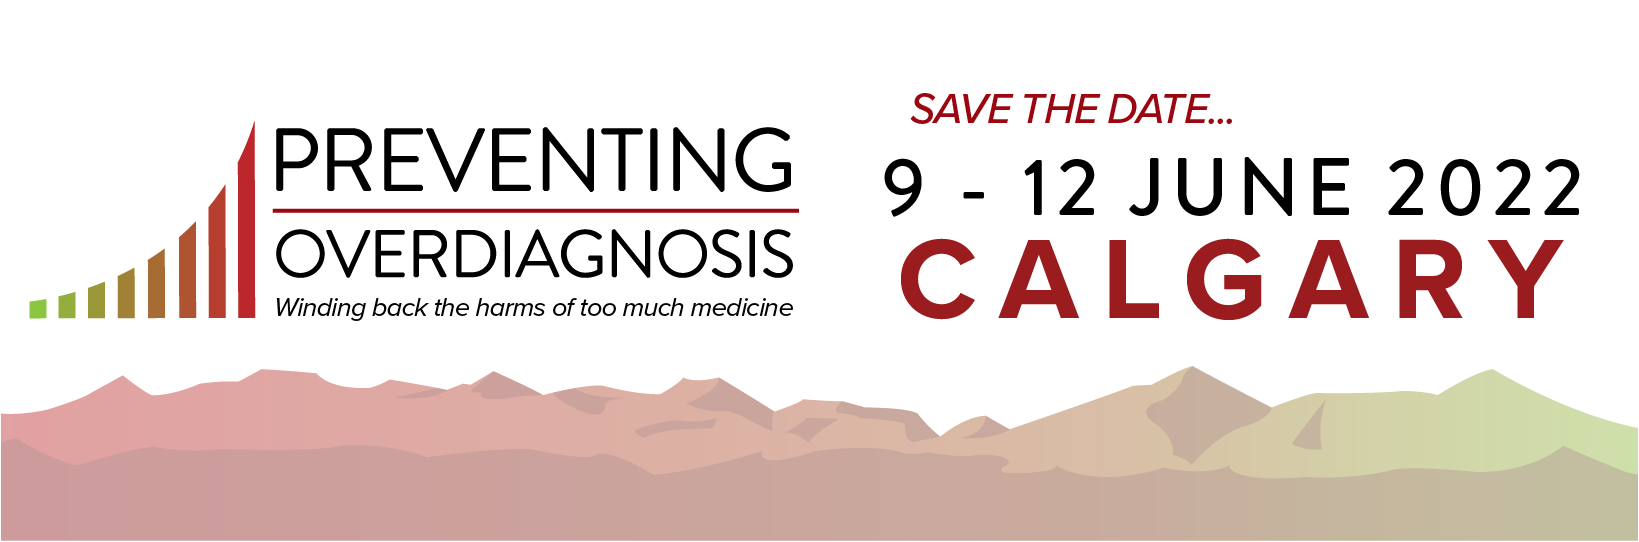 PREVENTING
OVERDIAGNOSIS
Winding back the harms of too much medicine
SAVE THE DATE...
9 - 12 JUNE 2022
CALGARY